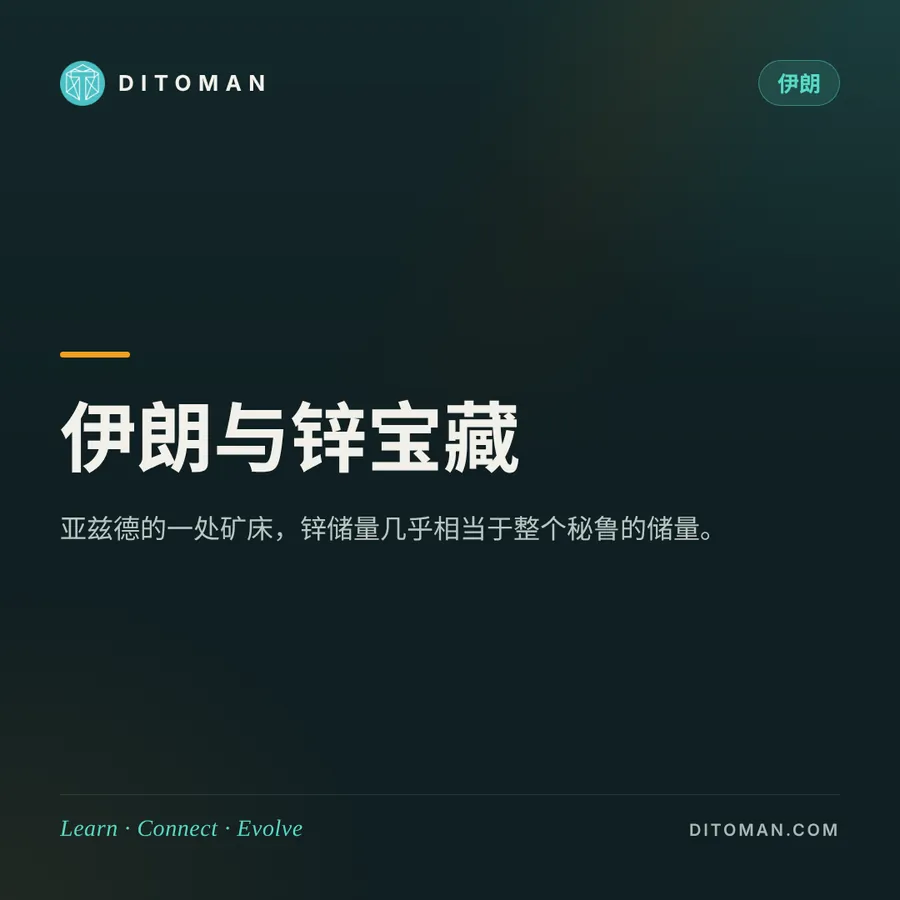 DITOMAN
伊朗
伊朗与锌宝藏
亚兹德的一处矿床，锌储量几乎相当于整个秘鲁的储量。
Learn · Connect · Evolve
DITOMAN.COM